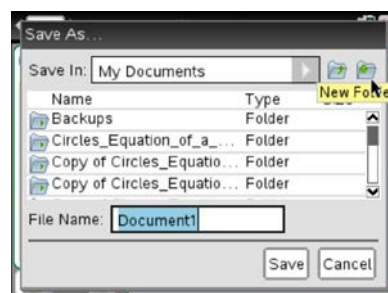 Save As...
Save In: My Documents
New Folde
Name Type
Backups Folder
Circles_Equation_of_a_... Folder
Copy of Circles_Equatio... Folder
Copy of Circles_Equatio... Folder
File Name: Document1
Save Cancel